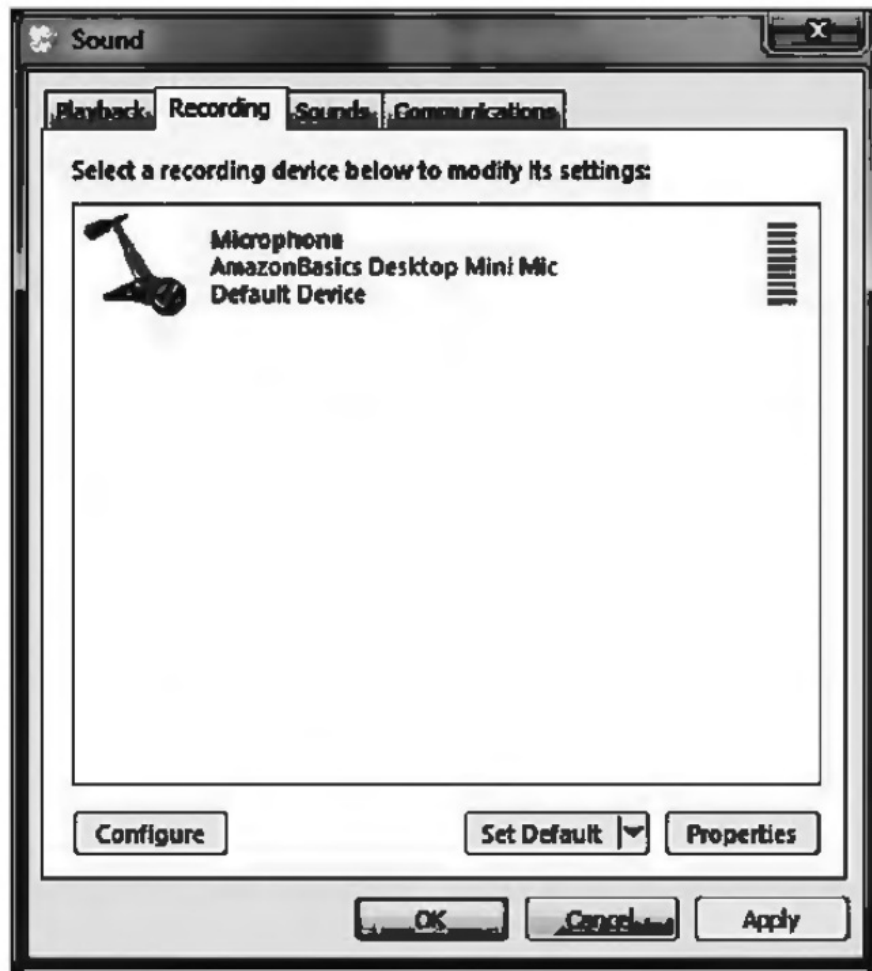 Sound
Playback Recording Sounds Communications
Select a recording device below to modify its settings:
Microphone
AmazonBasics Desktop Mini Mic
Default Device
Configure Set Default Properties
OK Cancel Apply